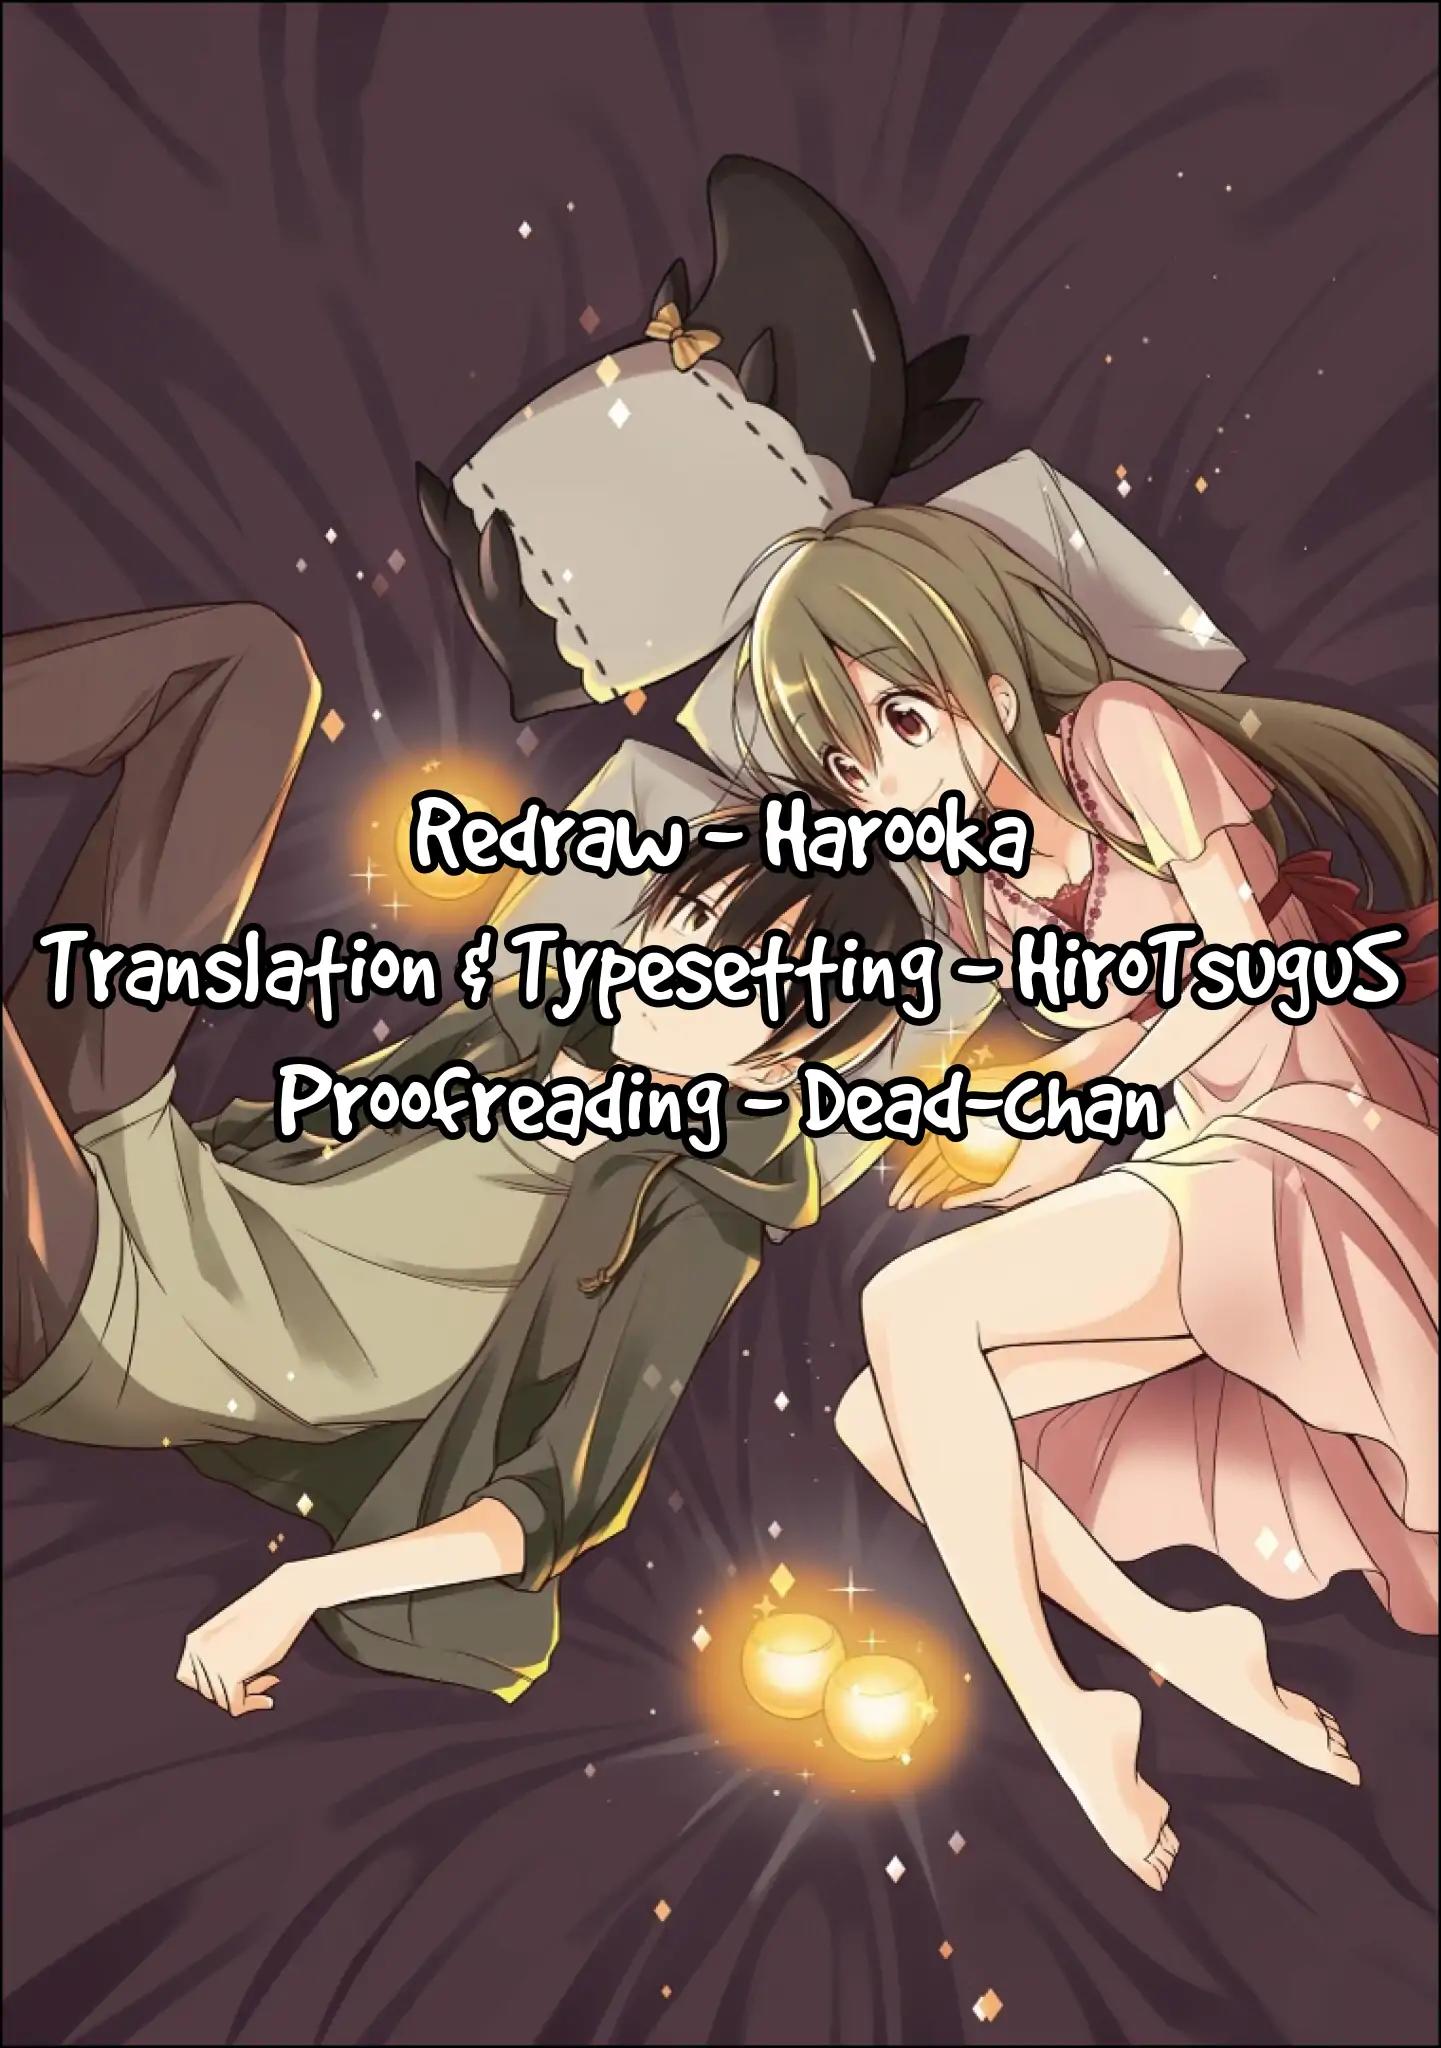 Redraw - Harooka
Translation & Typesetting - HiroTsuguS
Proofreading - Dead-Chan